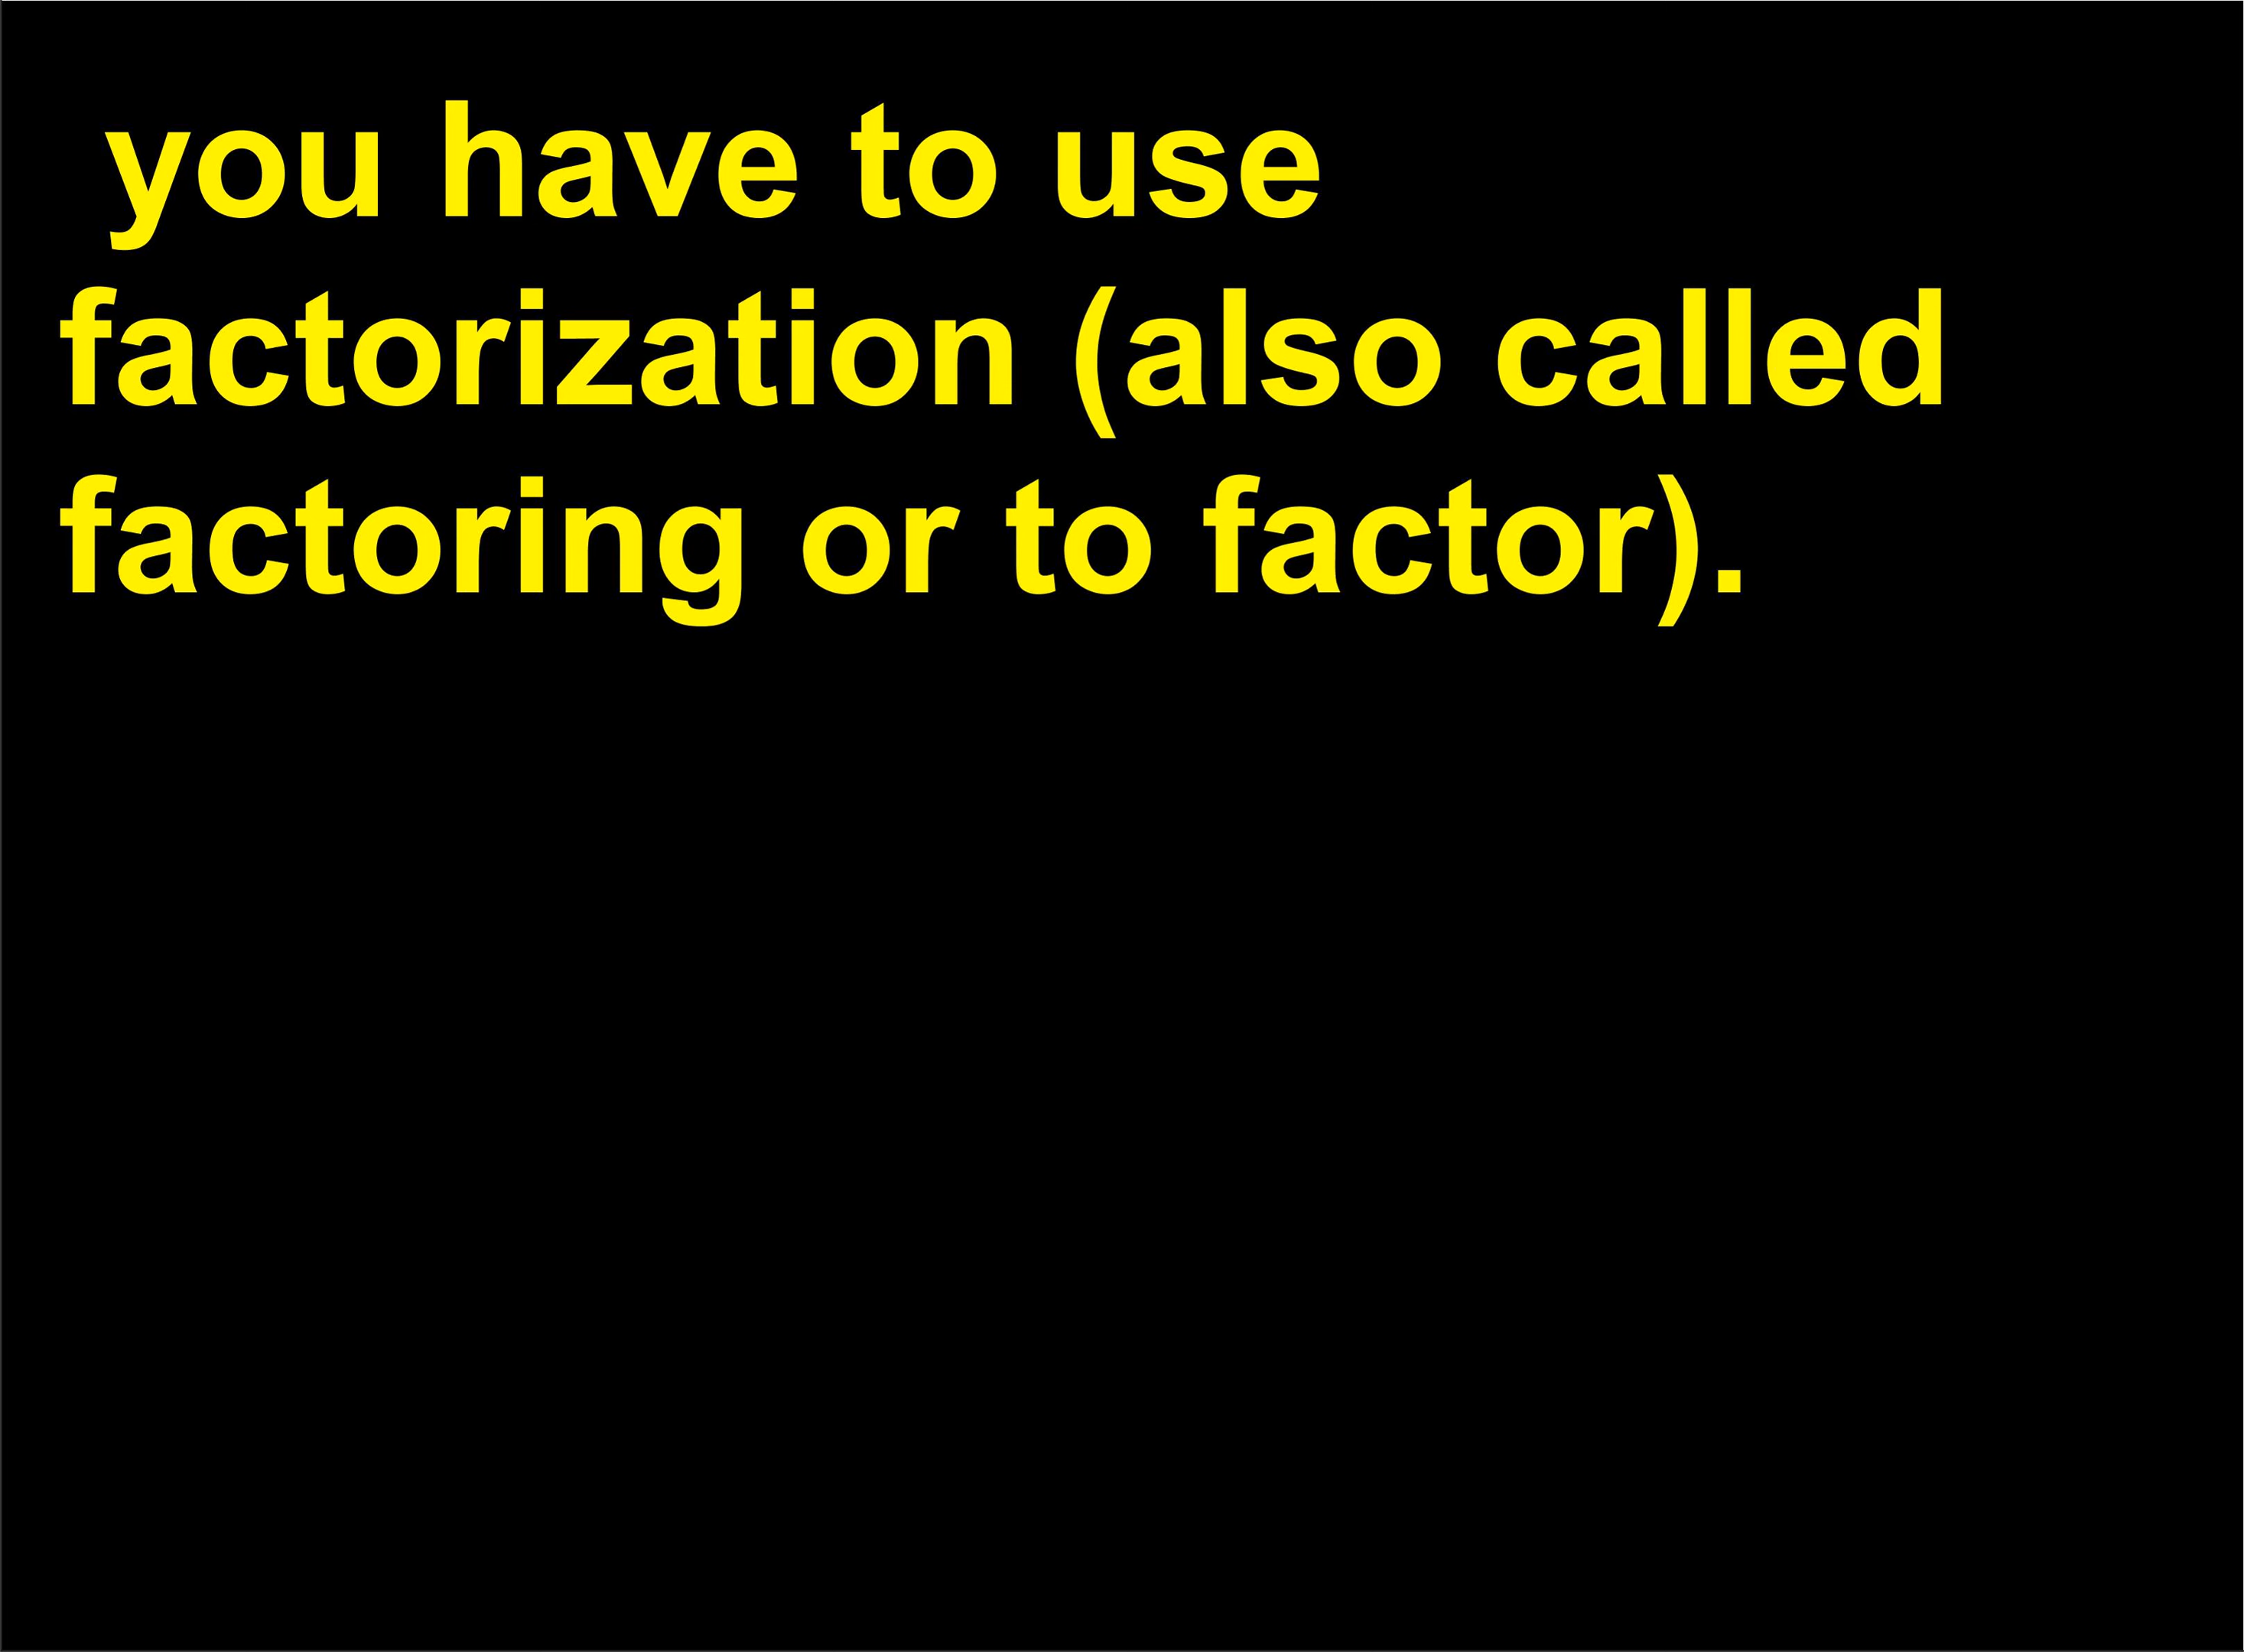 you have to use
factorization (also called
factoring or to factor).